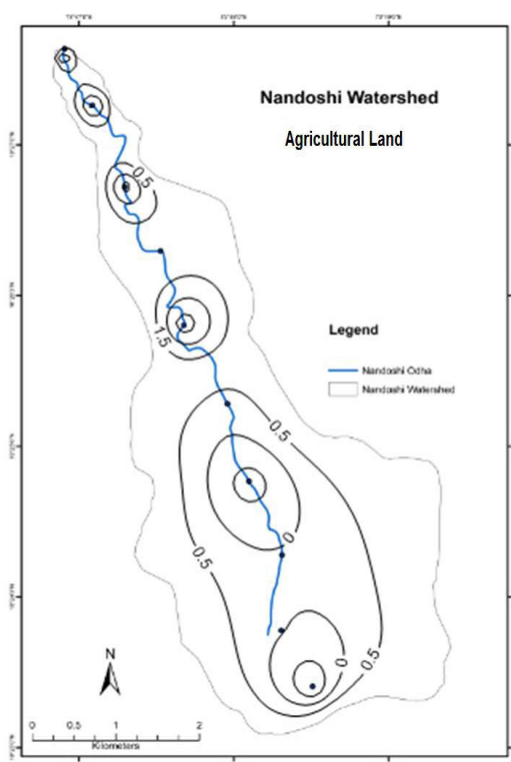 Nandoshi Watershed
Agricultural Land
0.5
1.5
Legend
Nandoshi Odha
Nandoshi Watershed
0.5
0
0.5
0
0.5
N
0 0.5 1 2
Kilometers